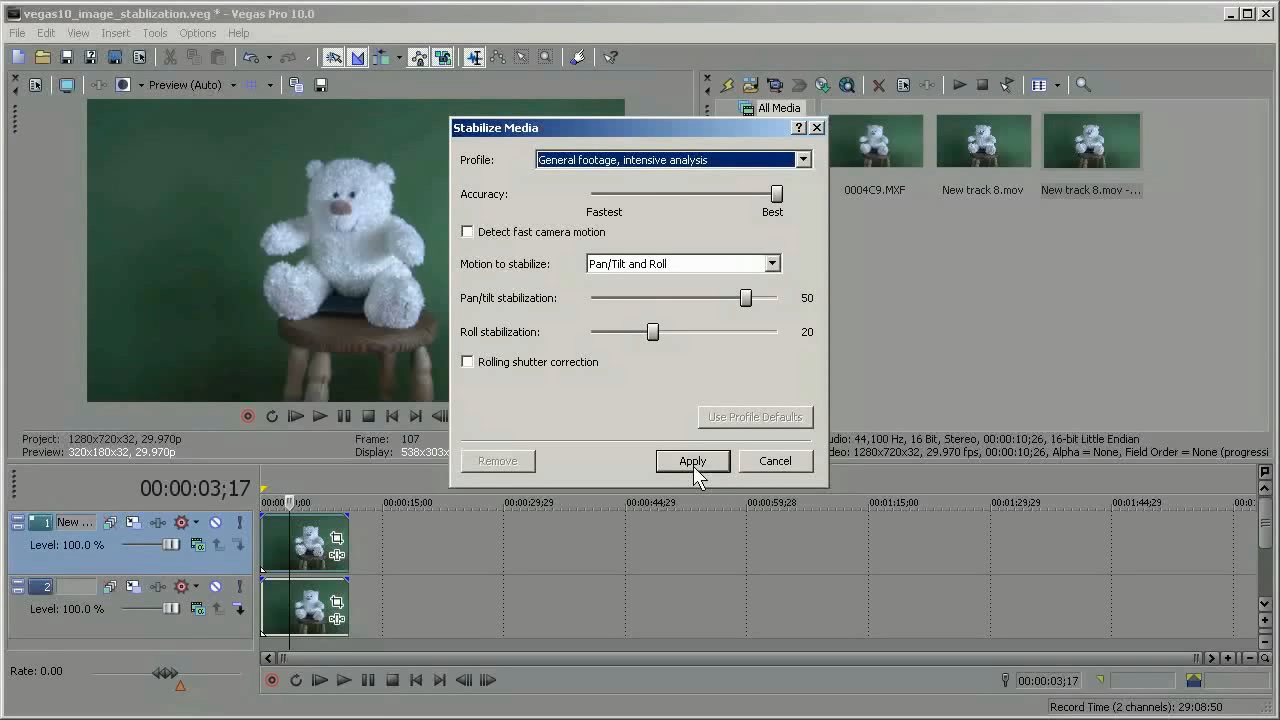 vegas10_image_stablization.veg * - Vegas Pro 10.0
File Edit View Insert Tools Options Help
Preview (Auto)
All Media
0004C9.MXF
New track 8.mov
New track 8.mov -...
Stabilize Media
Profile: General footage, intensive analysis
Accuracy:
Fastest Best
Detect fast camera motion
Motion to stabilize: Pan/Tilt and Roll
Pan/tilt stabilization: 50
Roll stabilization: 20
Rolling shutter correction
Use Profile Defaults
Remove Apply Cancel
Project: 1280x720x32, 29.970p
Preview: 320x180x32, 29.970p
Frame: 107
Display: 538x303x
udio: 44,100 Hz, 16 Bit, Stereo, 00:00:10;26, 16-bit Little Endian
deo: 1280x720x32, 29.970 fps, 00:00:10;26, Alpha = None, Field Order = None (progressi
00:00:03;17
00:00:15;00 00:00:29;29 00:00:44;29 00:00:59;28 00:01:14;29 00:01:29;29 00:01:44;29
1 New ...
Level: 100.0 %
2
Level: 100.0 %
Rate: 0.00
00:00:03;17
Record Time (2 channels): 29:08:50